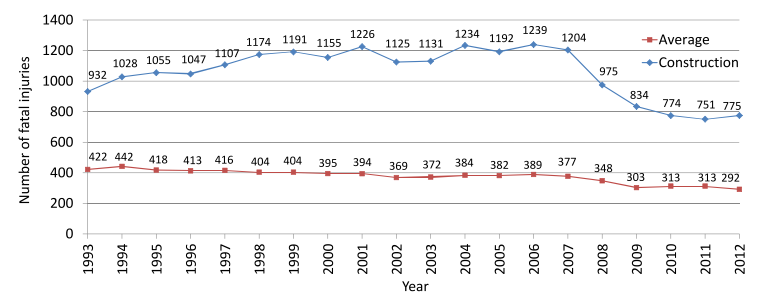 1400
1200
1000
800
600
400
200
0
Number of fatal injuries
932 1028 1055 1047 1107 1174 1191 1155 1226 1125 1131 1234 1192 1239 1204 975 834 774 751 775
422 442 418 413 416 404 404 395 394 369 372 384 382 389 377 348 303 313 313 292
Average
Construction
1993 1994 1995 1996 1997 1998 1999 2000 2001 2002 2003 2004 2005 2006 2007 2008 2009 2010 2011 2012
Year